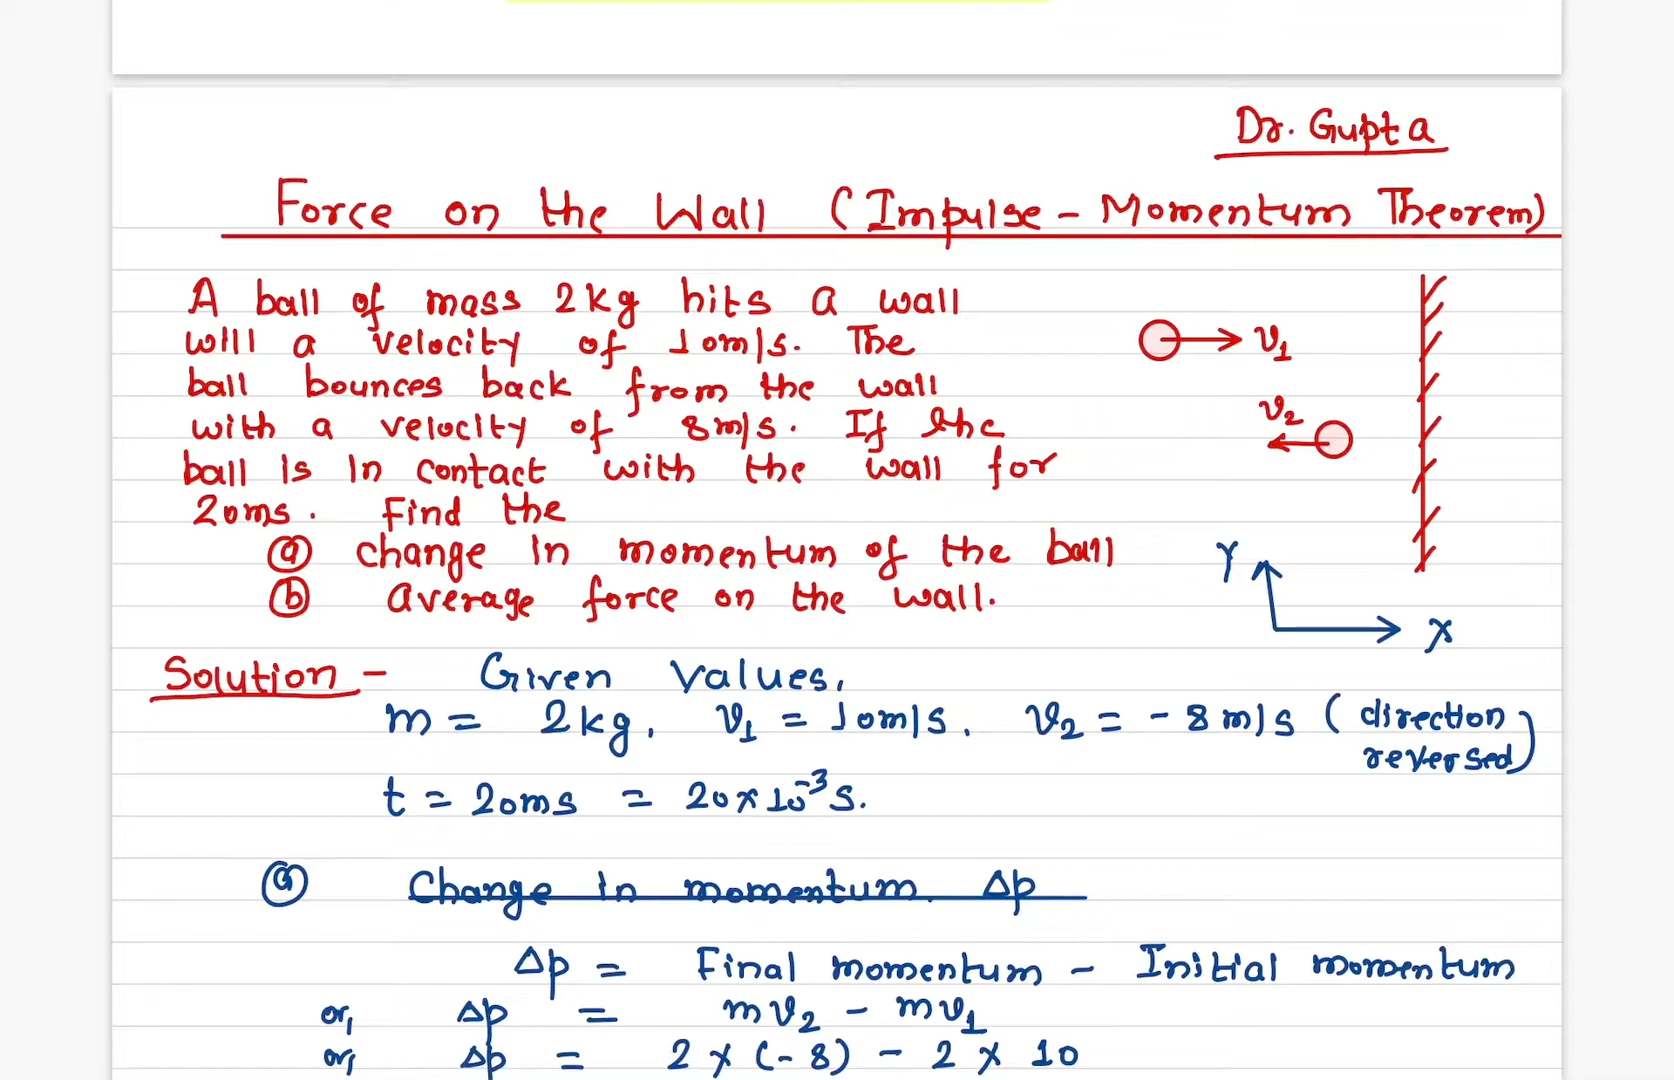 Dr. Gupta
Force on the Wall (Impulse - Momentum Theorem)
A ball of mass 2kg hits a wall
will a velocity of 10m/s. The
ball bounces back from the wall
with a velocity of 8m/s. If the
ball is in contact with the wall for
20ms. Find the
(a) change in momentum of the ball
(b) average force on the wall.
v₁
v₂
Y
X
Solution - Given values,
m = 2kg, v₁ = 10m/s, v₂ = -8m/s (direction reversed)
t = 20ms = 20×10⁻³s.
(a) Change in momentum Δp
Δp = Final momentum - Initial momentum
or, Δp = mv₂ - mv₁
or, Δp = 2 × (-8) - 2 × 10